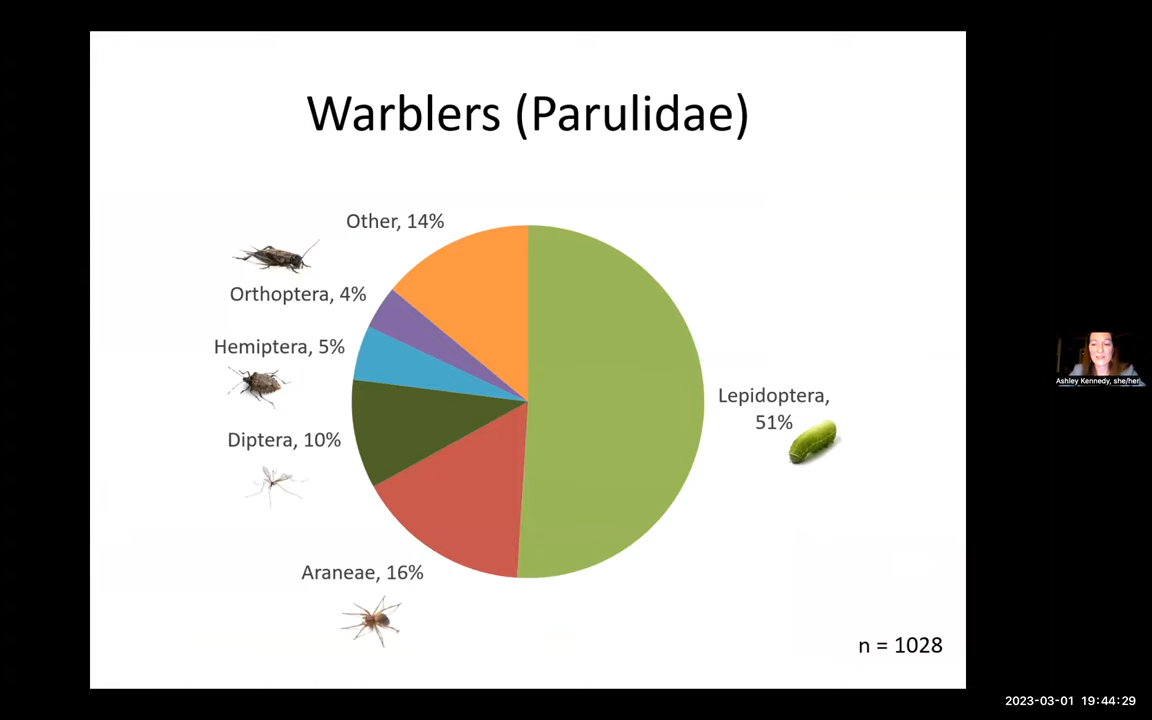 Warblers (Parulidae)
Other, 14%
Orthoptera, 4%
Hemiptera, 5%
Lepidoptera,
51%
Diptera, 10%
Araneae, 16%
n = 1028
Ashley Kennedy, she/her
2023-03-01 19:44:29